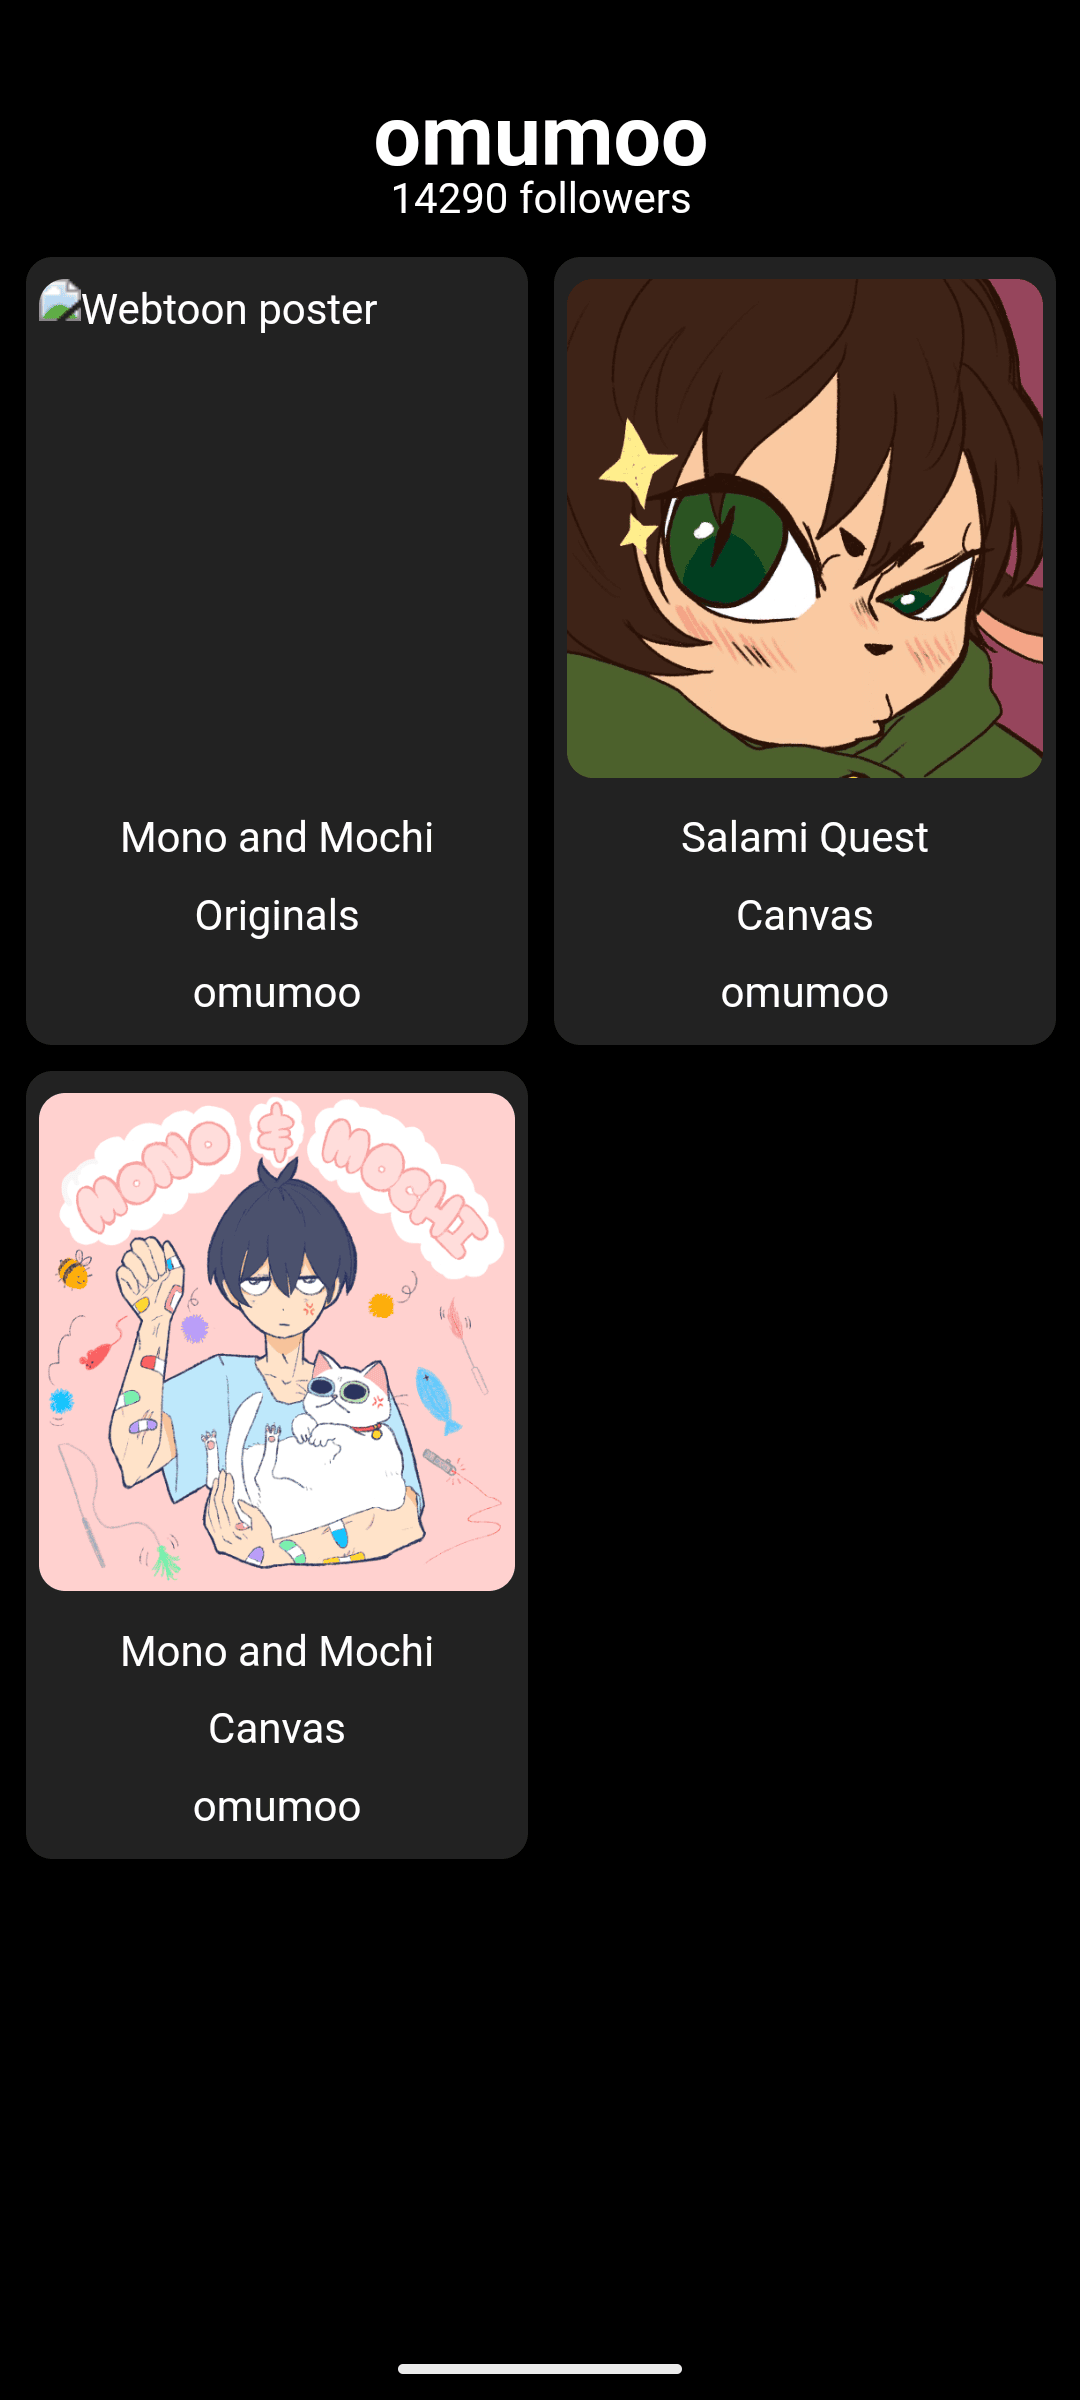 omumoo
14290 followers
Webtoon poster
Mono and Mochi
Originals
omumoo
Salami Quest
Canvas
omumoo
MONO & MOCHI
Mono and Mochi
Canvas
omumoo